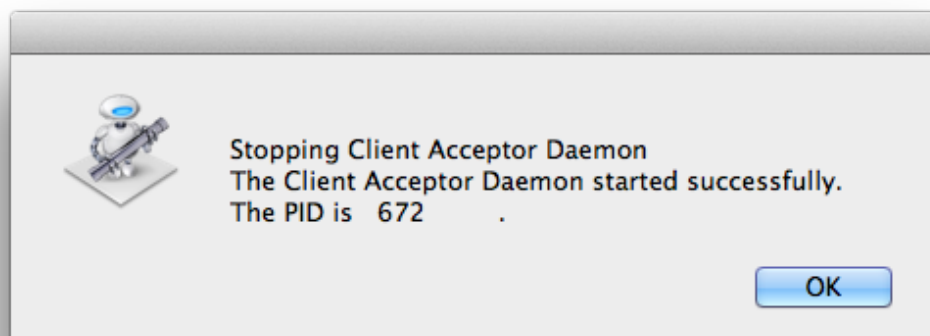 Stopping Client Acceptor Daemon
The Client Acceptor Daemon started successfully.
The PID is 672 .
OK